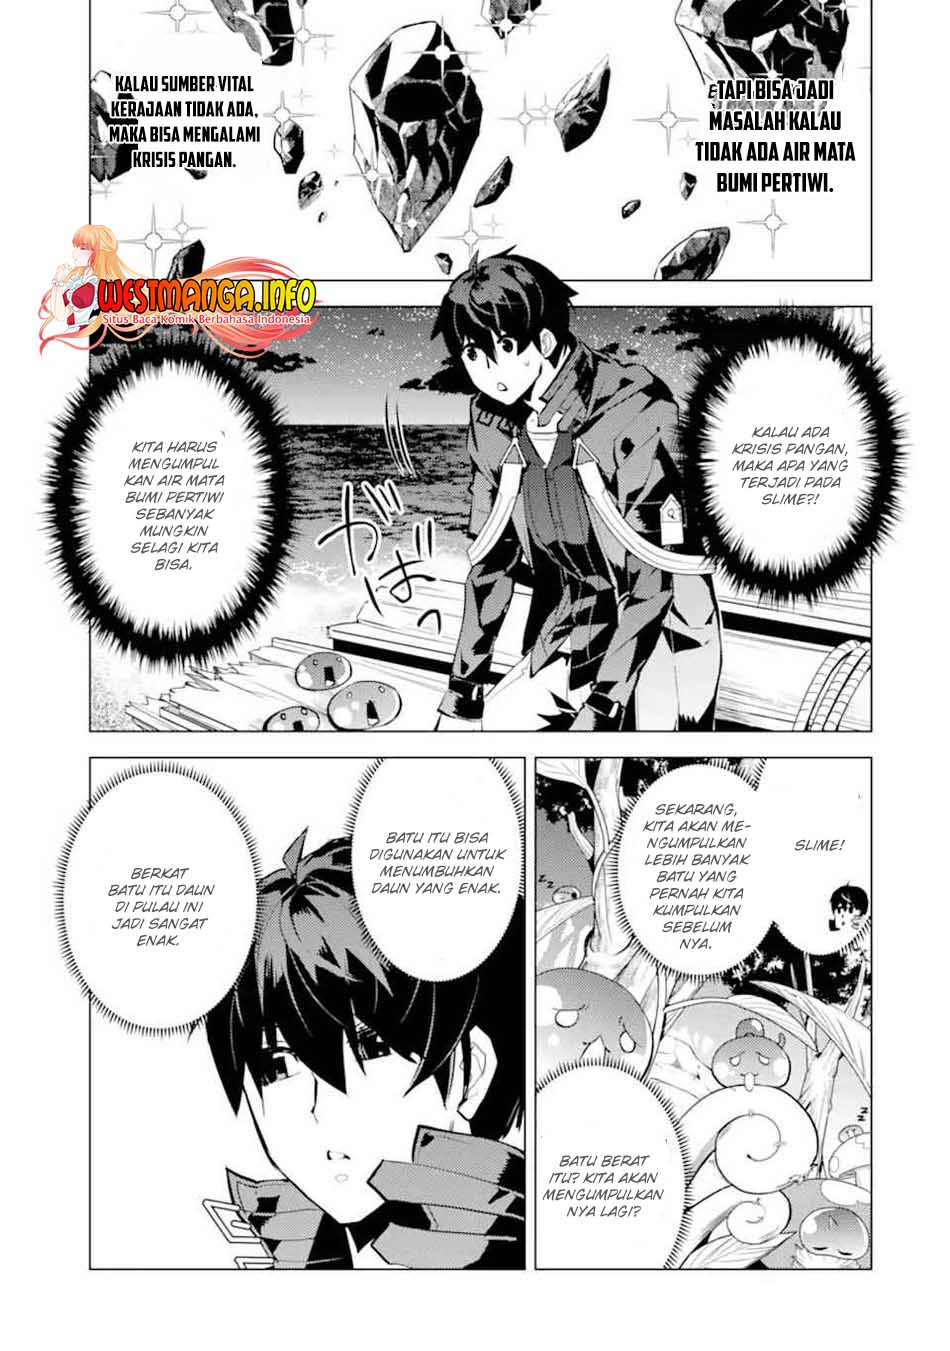 TAPI BISA JADI
MASALAH KALAU
TIDAK ADA AIR MATA
BUMI PERTIWI.
KALAU SUMBER VITAL
KERAJAAN TIDAK ADA,
MAKA BISA MENGALAMI
KRISIS PANGAN.
WESTMANGA.INFO
Situs Baca Komik Berbahasa Indonesia
KALAU ADA
KRISIS PANGAN,
MAKA APA YANG
TERJADI PADA
SLIME?!
KITA HARUS
MENGUMPUL
KAN AIR MATA
BUMI PERTIWI
SEBANYAK
MUNGKIN
SELAGI KITA
BISA.
がばっ
SLIME!
SEKARANG,
KITA AKAN ME-
NGUMPULKAN
LEBIH BANYAK
BATU YANG
PERNAH KITA
KUMPULKAN
SEBELUM
NYA.
zzz
zzz
BATU BERAT
ITU? KITA AKAN
MENGUMPULKAN
NYA LAGI?
BATU ITU BISA
DIGUNAKAN UNTUK
MENUMBUHKAN
DAUN YANG ENAK.
BERKAT
BATU ITU DAUN
DI PULAU INI
JADI SANGAT
ENAK.